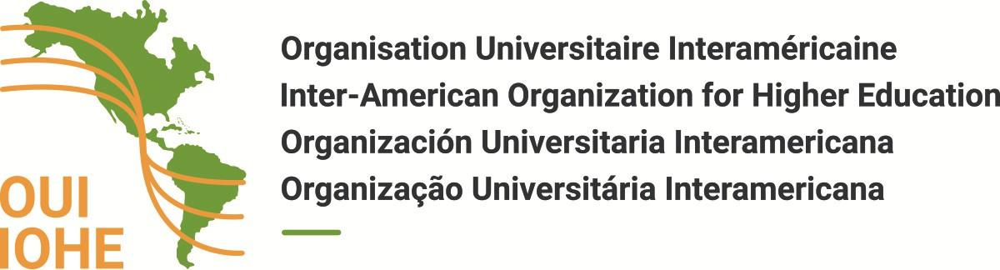 Organisation Universitaire Interaméricaine
Inter-American Organization for Higher Education
Organización Universitaria Interamericana
Organização Universitária Interamericana
OUI
IOHE